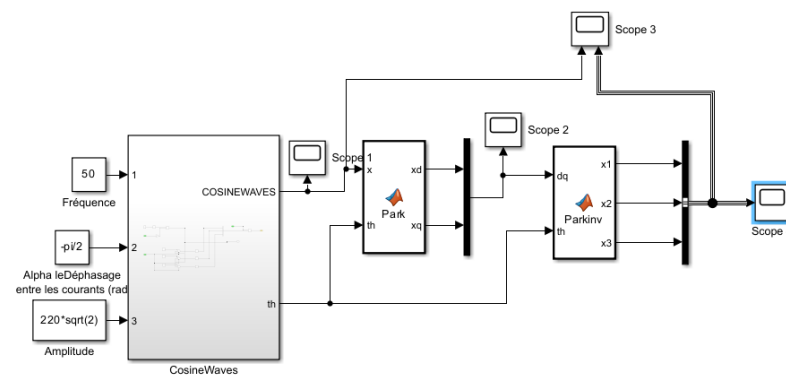 Scope 3
Scope 1
Scope 2
50
Fréquence
1
COSINEWAVES
x
xd
Park
th
xq
dq
x1
Parkinv
x2
th
x3
Scope
-pi/2
2
Alpha leDéphasage
entre les courants (rad
220*sqrt(2)
3
Amplitude
th
CosineWaves